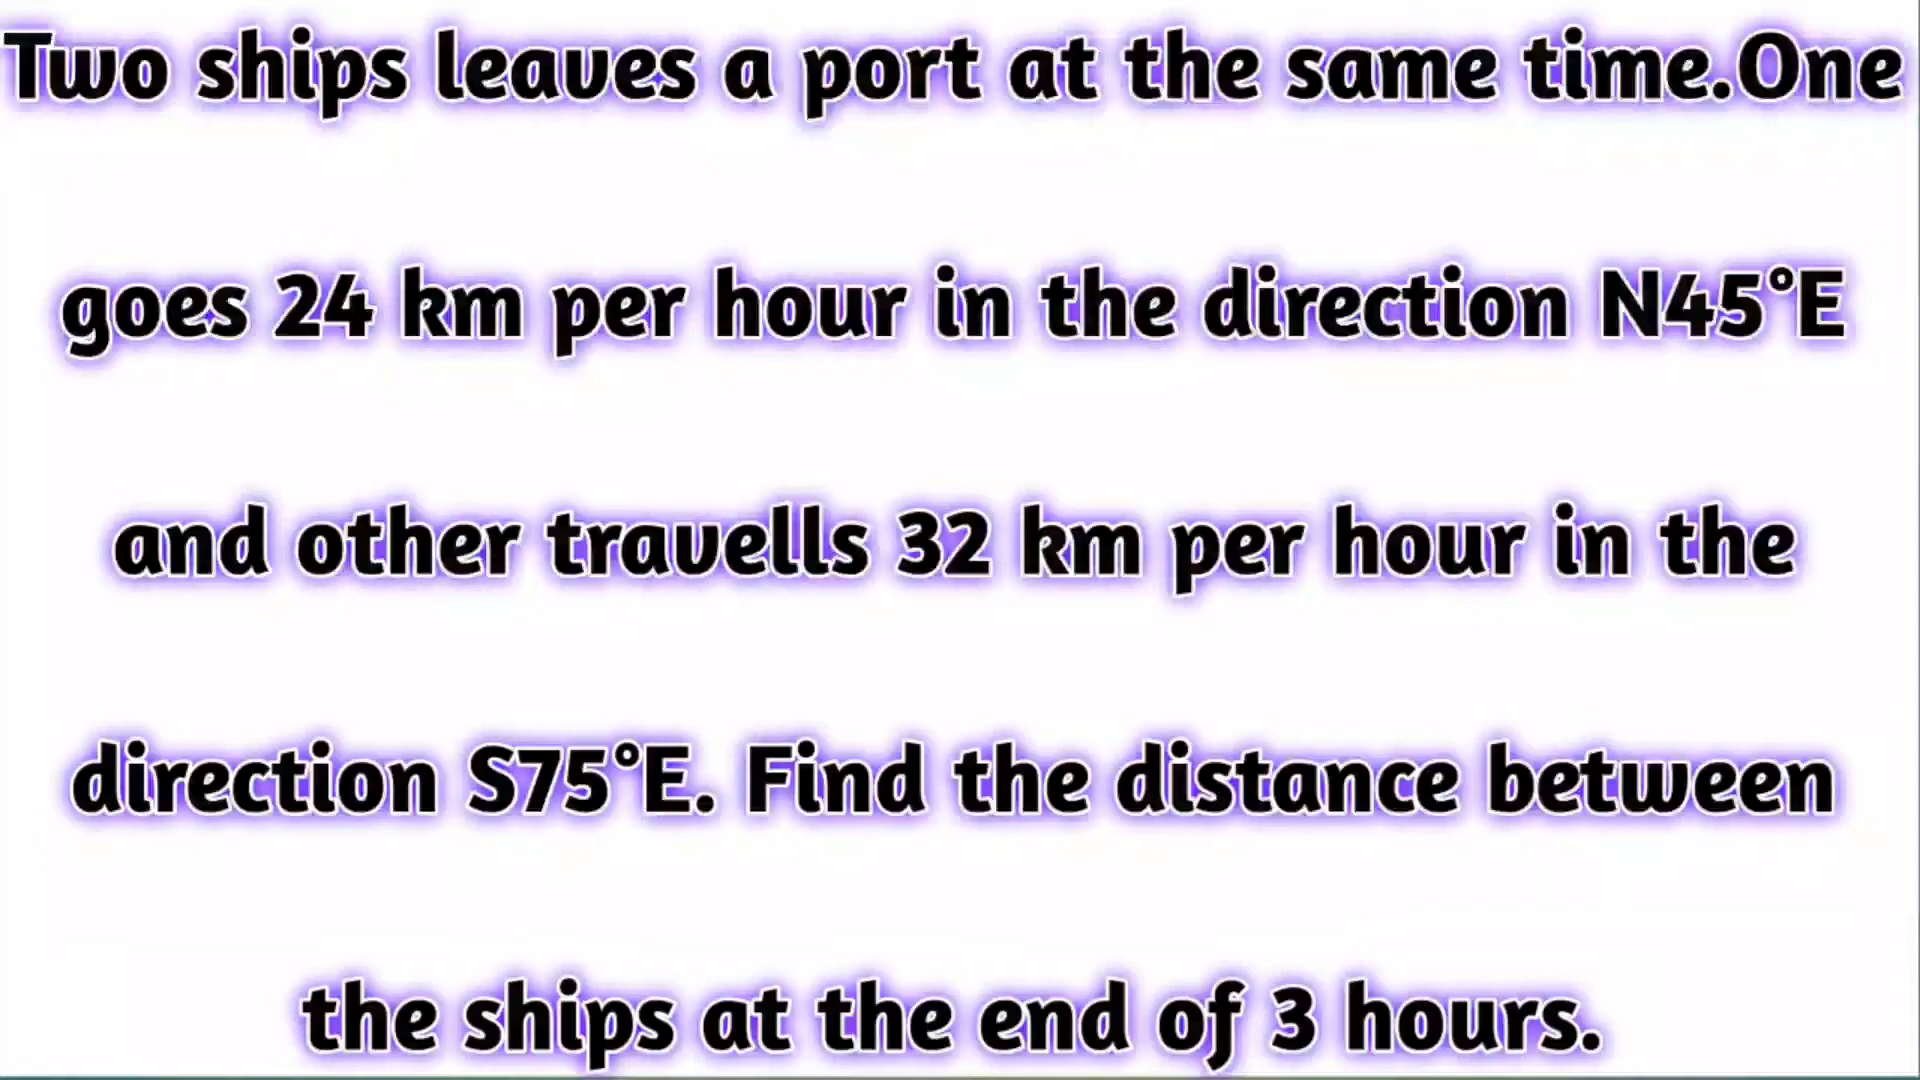 Two ships leaves a port at the same time.One
goes 24 km per hour in the direction N45°E
and other travells 32 km per hour in the
direction S75°E. Find the distance between
the ships at the end of 3 hours.